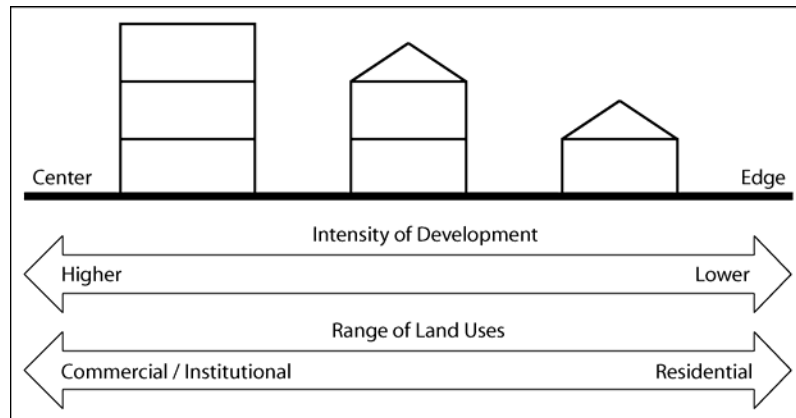 Center
Edge
Intensity of Development
Higher
Lower
Range of Land Uses
Commercial / Institutional
Residential